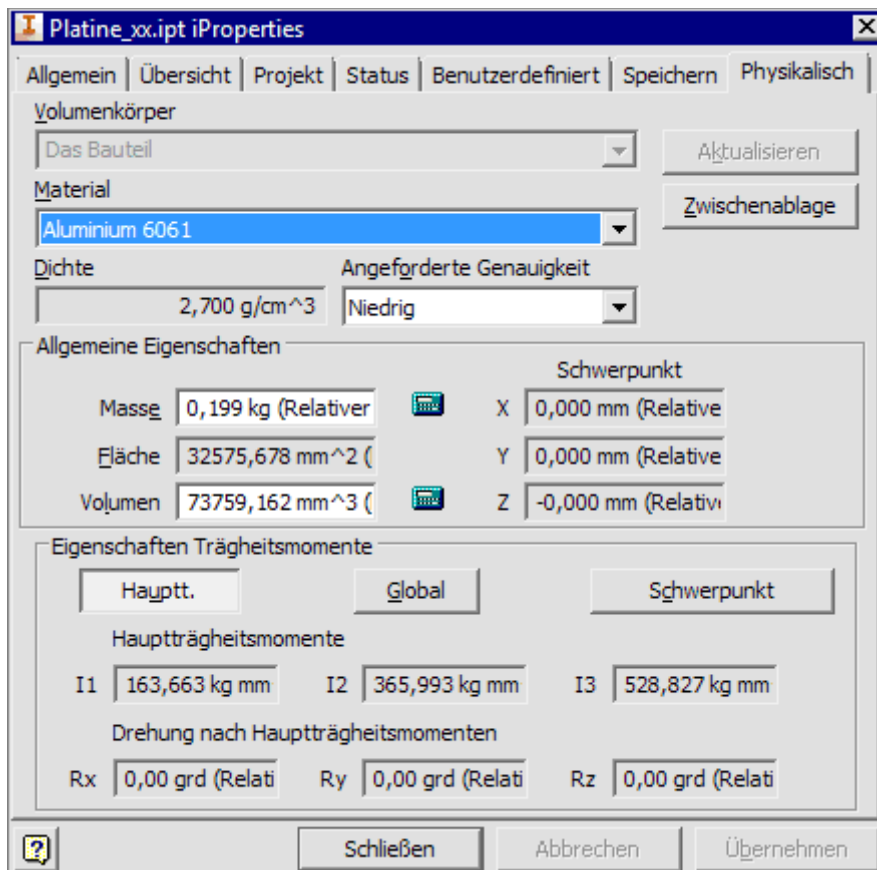 Platine_xx.ipt iProperties
Allgemein Übersicht Projekt Status Benutzerdefiniert Speichern Physikalisch
Volumenkörper
Das Bauteil Aktualisieren
Material
Aluminium 6061 Zwischenablage
Dichte Angeforderte Genauigkeit
2,700 g/cm^3 Niedrig
Allgemeine Eigenschaften
Schwerpunkt
Masse 0,199 kg (Relativer X 0,000 mm (Relative
Fläche 32575,678 mm^2 ( Y 0,000 mm (Relative
Volumen 73759,162 mm^3 ( Z -0,000 mm (Relativ
Eigenschaften Trägheitsmomente
Hauptt. Global Schwerpunkt
Hauptträgheitsmomente
I1 163,663 kg mm I2 365,993 kg mm I3 528,827 kg mm
Drehung nach Hauptträgheitsmomenten
Rx 0,00 grd (Relati Ry 0,00 grd (Relati Rz 0,00 grd (Relati
? Schließen Abbrechen Übernehmen